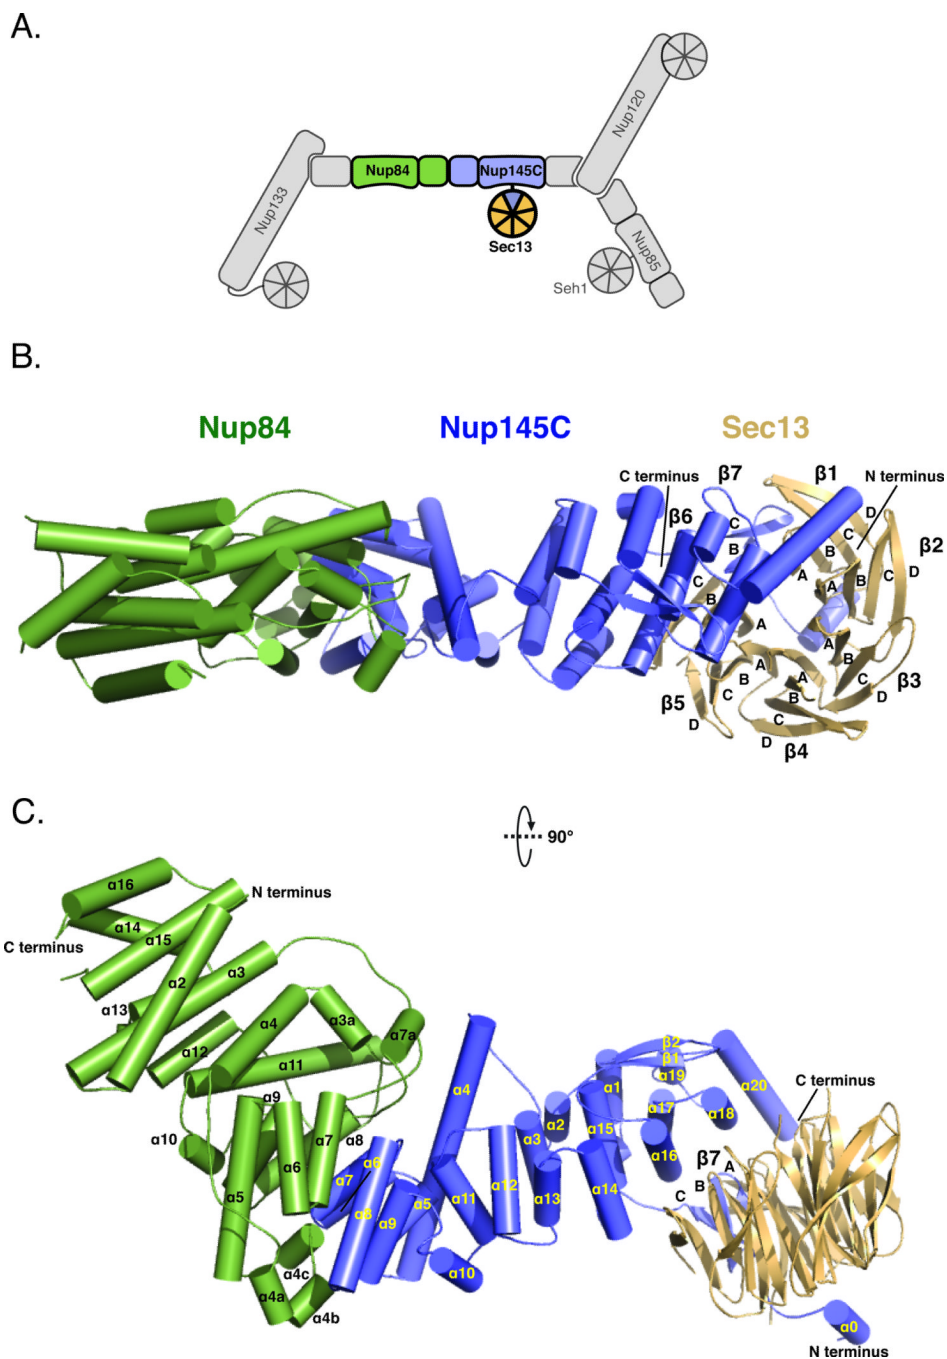 A.
Nup120
Nup84
Nup145C
Nup133
Sec13
Nup85
Seh1
B.
Nup84 Nup145C Sec13
C terminus β7 β1 N terminus
β6 C D β2
B C
B A A B C D
C B
A A B β3
B A A C
β5 C B D
D C
D β4
C.
90°
α16 N terminus
α14
C terminus α15
α2 α3
α13 α4 α3a
α12 α11 α7a
α9
α10 α6 α7 α8
α5
α4c
α4a
α4b
α4
β2
β1
α1 α19 α20 C terminus
α2 α17 α18
α3 α15
α6 α16
α7 α11 α12 α13 α14 β7 A
α8 α9 α5 C B
α10
α0
N terminus